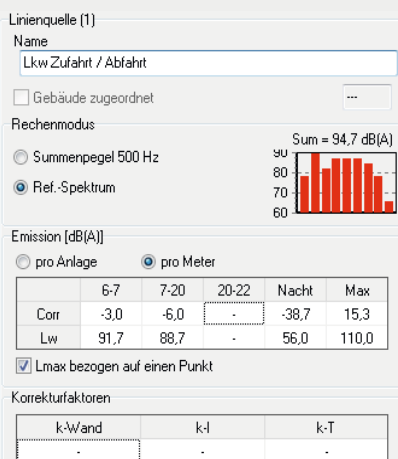 Linienquelle (1)
Name
Lkw Zufahrt / Abfahrt
Gebäude zugeordnet ---
Rechenmodus
Sum = 94,7 dB(A)
Summenpegel 500 Hz
Ref.-Spektrum
90
80
70
60
Emission [dB(A)]
pro Anlage pro Meter
6-7 7-20 20-22 Nacht Max
Corr -3,0 -6,0 - -38,7 15,3
Lw 91,7 88,7 - 56,0 110,0
Lmax bezogen auf einen Punkt
Korrekturfaktoren
k-Wand k-I k-T
- - -